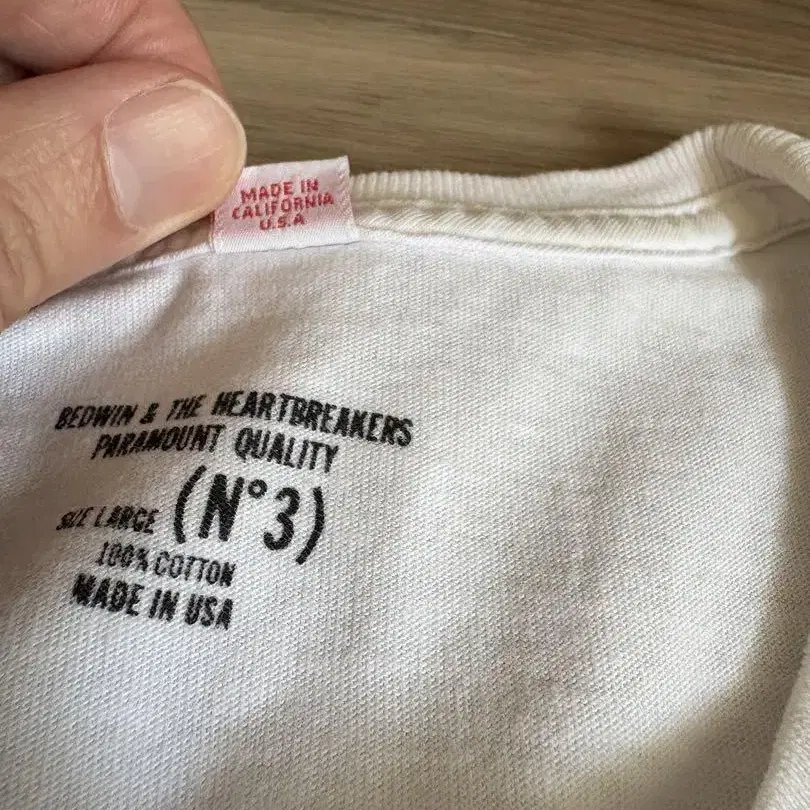 MADE IN
CALIFORNIA
U.S.A
BEDWIN & THE HEARTBREAKERS
PARAMOUNT QUALITY
SIZE LARGE (N°3)
100% COTTON
MADE IN USA